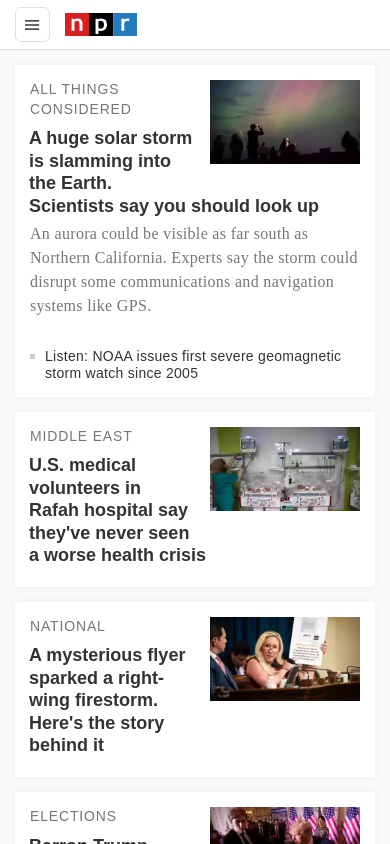 npr
ALL THINGS
CONSIDERED
A huge solar storm
is slamming into
the Earth.
Scientists say you should look up
An aurora could be visible as far south as
Northern California. Experts say the storm could
disrupt some communications and navigation
systems like GPS.
Listen: NOAA issues first severe geomagnetic
storm watch since 2005
MIDDLE EAST
U.S. medical
volunteers in
Rafah hospital say
they've never seen
a worse health crisis
NATIONAL
A mysterious flyer
sparked a right-
wing firestorm.
Here's the story
behind it
ELECTIONS
Barron Trump